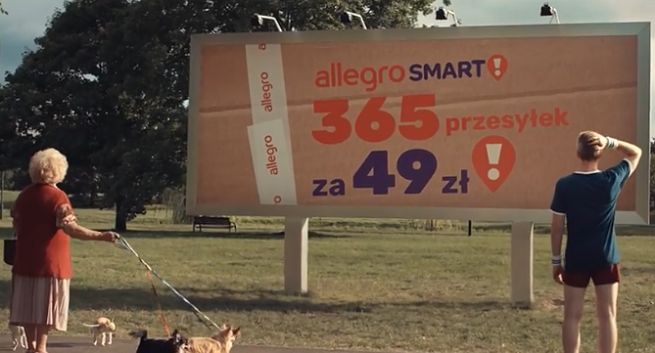 allegro
allegro
allegro SMART!
365 przesyłek
za 49 zł !